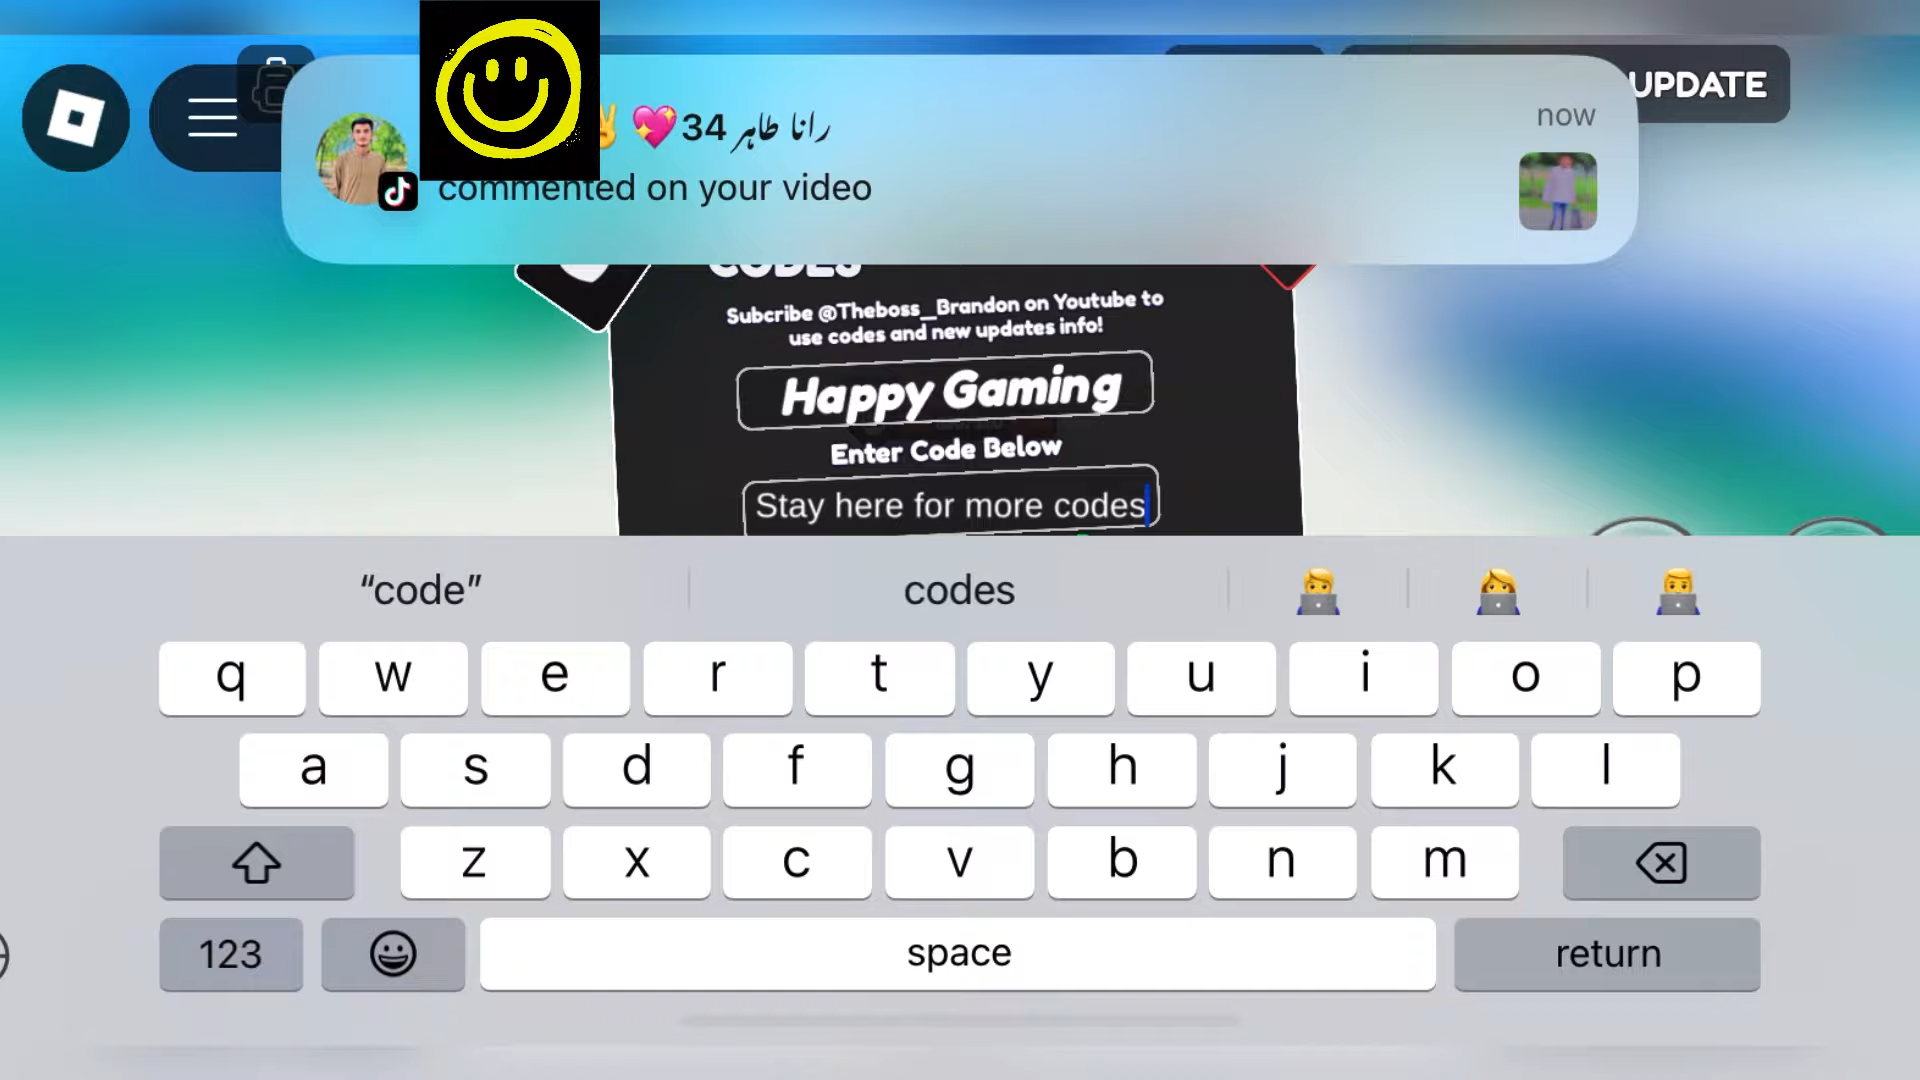 UPDATE
✌💖34 رانا طاہر
now
commented on your video
CODES
Subcribe @Theboss_Brandon on Youtube to
use codes and new updates info!
Happy Gaming
Enter Code Below
Stay here for more codes
“code” codes
q w e r t y u i o p
a s d f g h j k l
z x c v b n m
123 space return